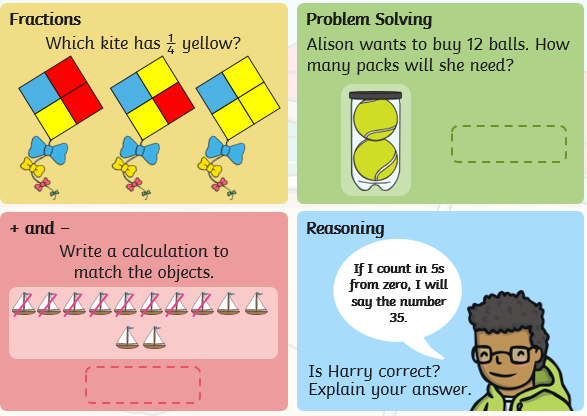 Fractions
Which kite has 1/4 yellow?
Problem Solving
Alison wants to buy 12 balls. How
many packs will she need?
+ and –
Write a calculation to
match the objects.
Reasoning
If I count in 5s
from zero, I will
say the number
35.
Is Harry correct?
Explain your answer.